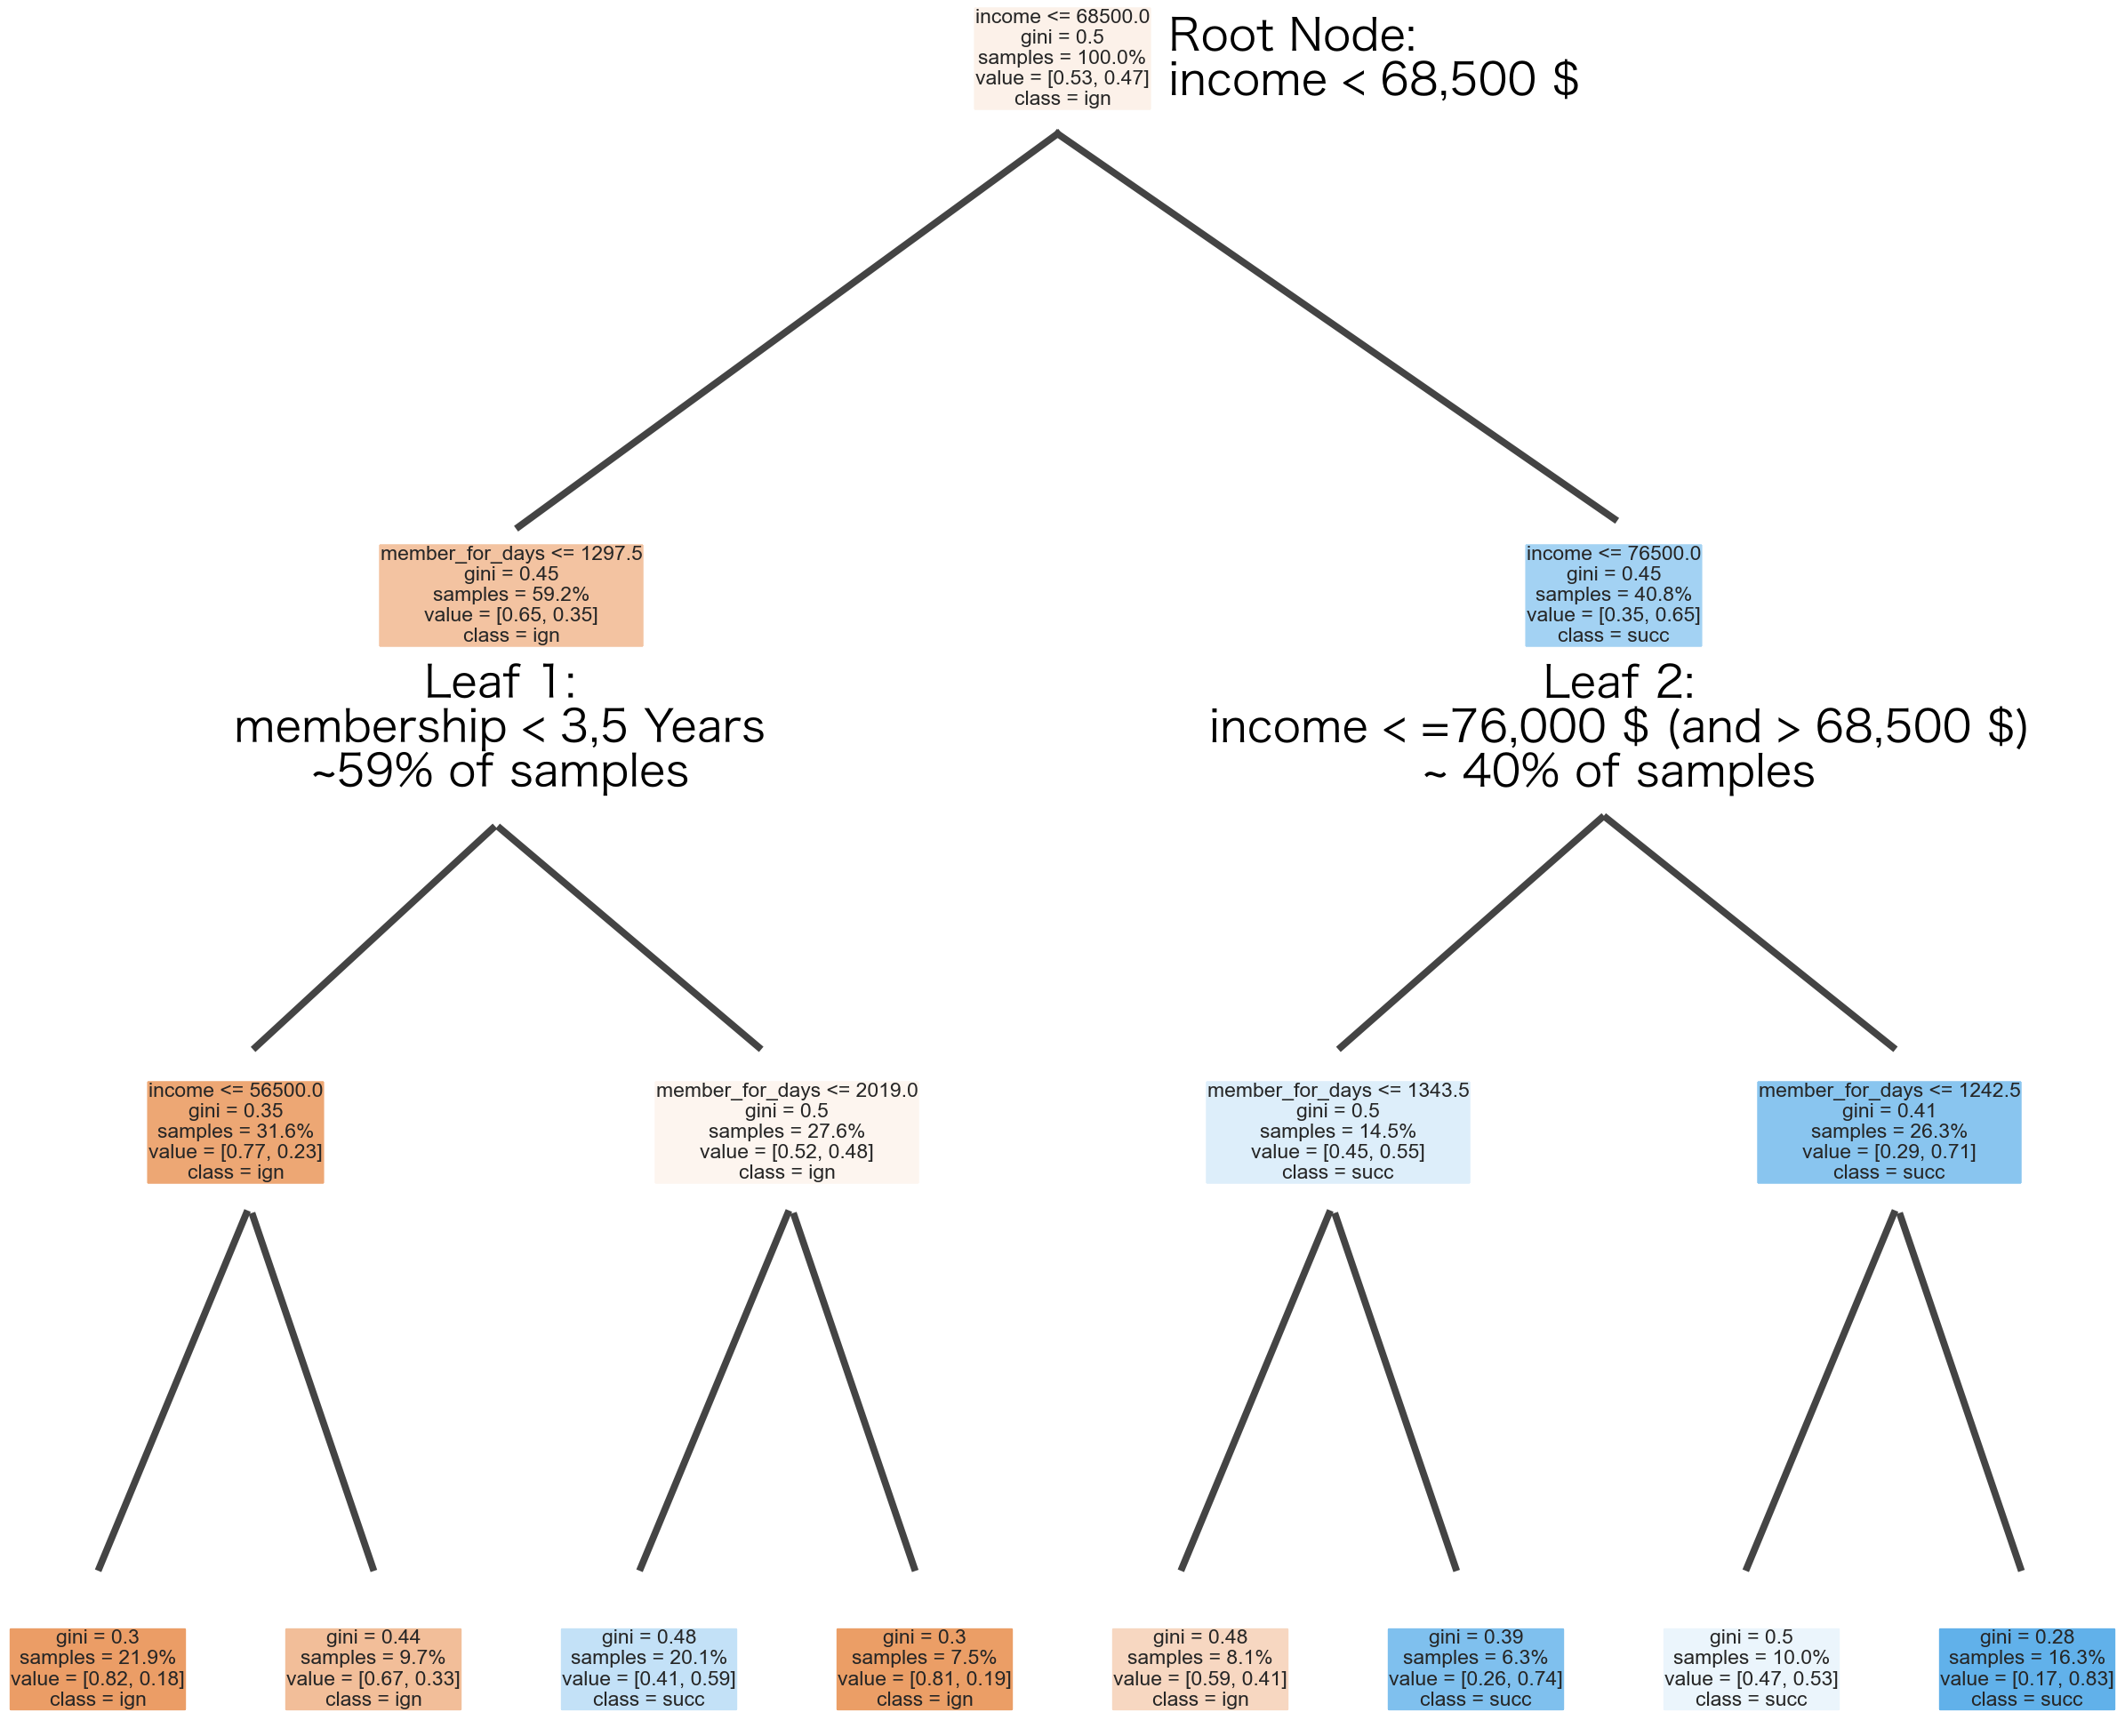 income <= 68500.0
gini = 0.5
samples = 100.0%
value = [0.53, 0.47]
class = ign
Root Node:
income < 68,500 $
member_for_days <= 1297.5
gini = 0.45
samples = 59.2%
value = [0.65, 0.35]
class = ign
Leaf 1:
membership < 3,5 Years
~59% of samples
income <= 76500.0
gini = 0.45
samples = 40.8%
value = [0.35, 0.65]
class = succ
Leaf 2:
income < =76,000 $ (and > 68,500 $)
~ 40% of samples
income <= 56500.0
gini = 0.35
samples = 31.6%
value = [0.77, 0.23]
class = ign
member_for_days <= 2019.0
gini = 0.5
samples = 27.6%
value = [0.52, 0.48]
class = ign
member_for_days <= 1343.5
gini = 0.5
samples = 14.5%
value = [0.45, 0.55]
class = succ
member_for_days <= 1242.5
gini = 0.41
samples = 26.3%
value = [0.29, 0.71]
class = succ
gini = 0.3
samples = 21.9%
value = [0.82, 0.18]
class = ign
gini = 0.44
samples = 9.7%
value = [0.67, 0.33]
class = ign
gini = 0.48
samples = 20.1%
value = [0.41, 0.59]
class = succ
gini = 0.3
samples = 7.5%
value = [0.81, 0.19]
class = ign
gini = 0.48
samples = 8.1%
value = [0.59, 0.41]
class = ign
gini = 0.39
samples = 6.3%
value = [0.26, 0.74]
class = succ
gini = 0.5
samples = 10.0%
value = [0.47, 0.53]
class = succ
gini = 0.28
samples = 16.3%
value = [0.17, 0.83]
class = succ